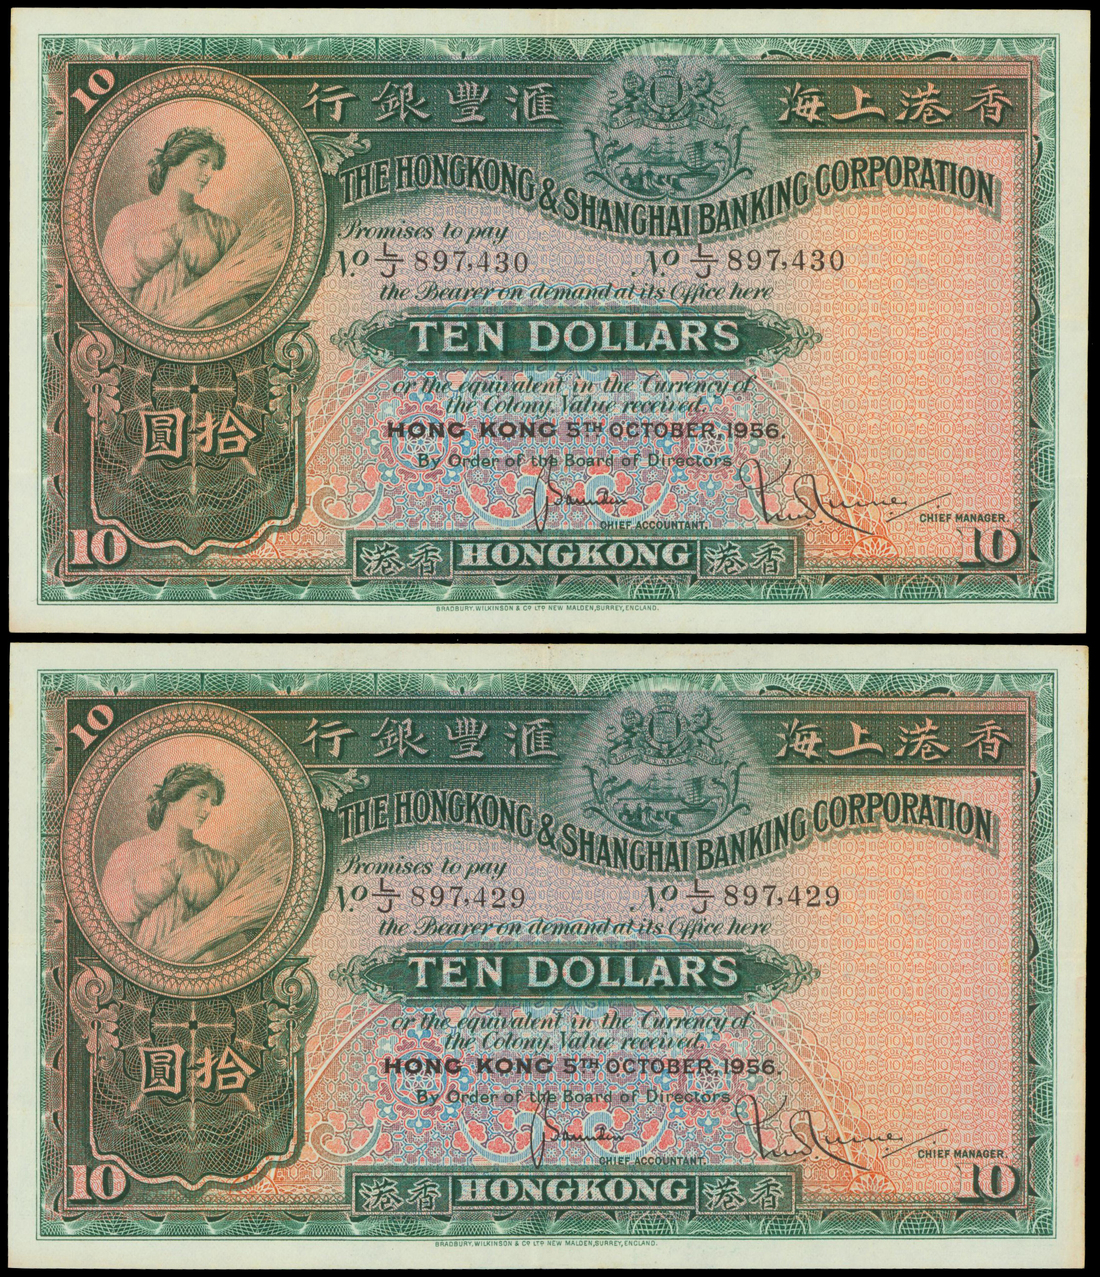 10
行銀豐滙 海上港香
THE HONGKONG & SHANGHAI BANKING CORPORATION
Promises to pay
No. L/J 897,430 No. L/J 897,430
the Bearer on demand at its Office here
TEN DOLLARS
or the equivalent in the Currency of
the Colony, Value received.
圓拾
HONG KONG 5TH OCTOBER, 1956.
By Order of the Board of Directors
CHIEF ACCOUNTANT.
CHIEF MANAGER.
10 港香 HONGKONG 港香 10
BRADBURY, WILKINSON & CO LTD NEW MALDEN, SURREY, ENGLAND.
10
行銀豐滙 海上港香
THE HONGKONG & SHANGHAI BANKING CORPORATION
Promises to pay
No. L/J 897,429 No. L/J 897,429
the Bearer on demand at its Office here
TEN DOLLARS
or the equivalent in the Currency of
the Colony, Value received.
圓拾
HONG KONG 5TH OCTOBER, 1956.
By Order of the Board of Directors
CHIEF ACCOUNTANT.
CHIEF MANAGER.
10 港香 HONGKONG 港香 10
BRADBURY, WILKINSON & CO LTD NEW MALDEN, SURREY, ENGLAND.